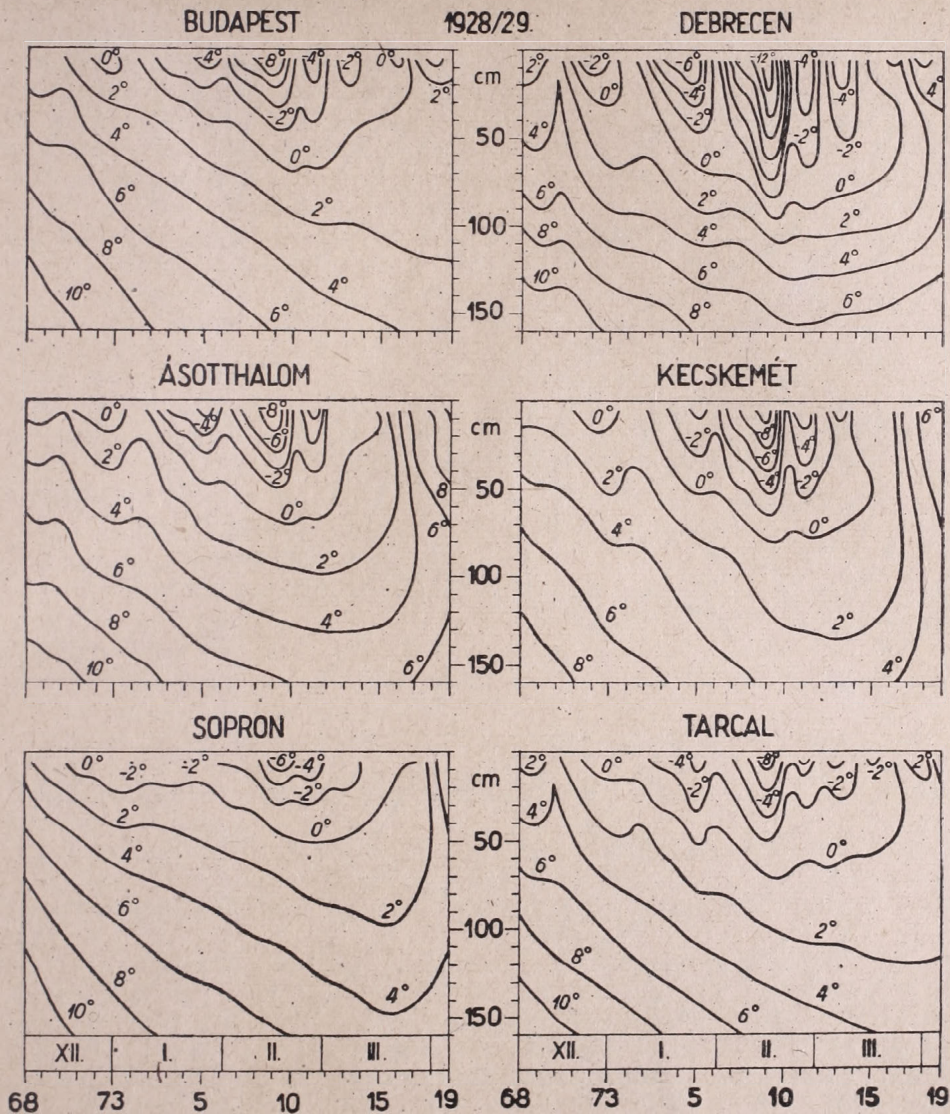 BUDAPEST 1928/29. DEBRECEN
0° -4° -8° -4° -2° 0° 2°
2° -2°
4° 0°
6° 2°
8° 4°
10° 6°
cm
50
100
150
2° -2° -6° -12° -4° 4°
0° -4° -4°
4° -2° -2° -2°
6° 0° 0°
8° 2° 2°
10° 4° 4°
6° 6°
8°
ÁSOTTHALOM KECSKEMÉT
0° -4° -8°
2° -6°
4° -2° 8
6° 0° 6°
8° 2°
10° 4° 6°
cm
50
100
150
0° -2° -8° -4° 6°
2° 0° -6° -4° -2°
4° 0°
6° 2°
8° 4°
SOPRON TARCAL
0° -2° -2° -6° -4°
2° -2°
4° 0°
6° 2°
8° 4°
10°
cm
50
100
150
2° 0° -4° -8° -2° -2° -2°
4° -2° -4°
6° 0°
8° 2°
10° 6° 4°
XII. I. II. III. XII. I. II. III.
68 73 5 10 15 19 68 73 5 10 15 19